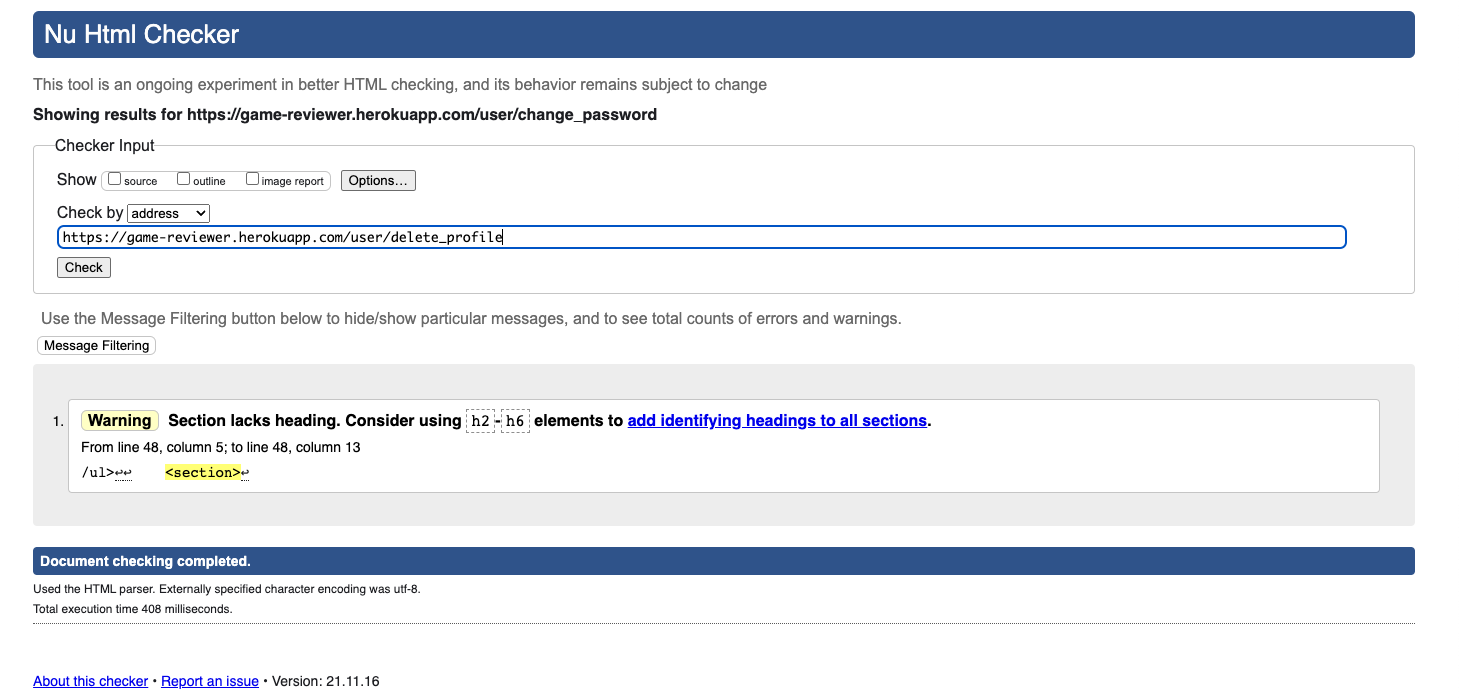 Nu Html Checker
This tool is an ongoing experiment in better HTML checking, and its behavior remains subject to change
Showing results for https://game-reviewer.herokuapp.com/user/change_password
Checker Input
Show source outline image report Options...
Check by address
https://game-reviewer.herokuapp.com/user/delete_profile
Check
Use the Message Filtering button below to hide/show particular messages, and to see total counts of errors and warnings.
Message Filtering
1. Warning Section lacks heading. Consider using h2-h6 elements to add identifying headings to all sections.
From line 48, column 5; to line 48, column 13
/ul>↩↩ <section>↩
Document checking completed.
Used the HTML parser. Externally specified character encoding was utf-8.
Total execution time 408 milliseconds.
About this checker • Report an issue • Version: 21.11.16